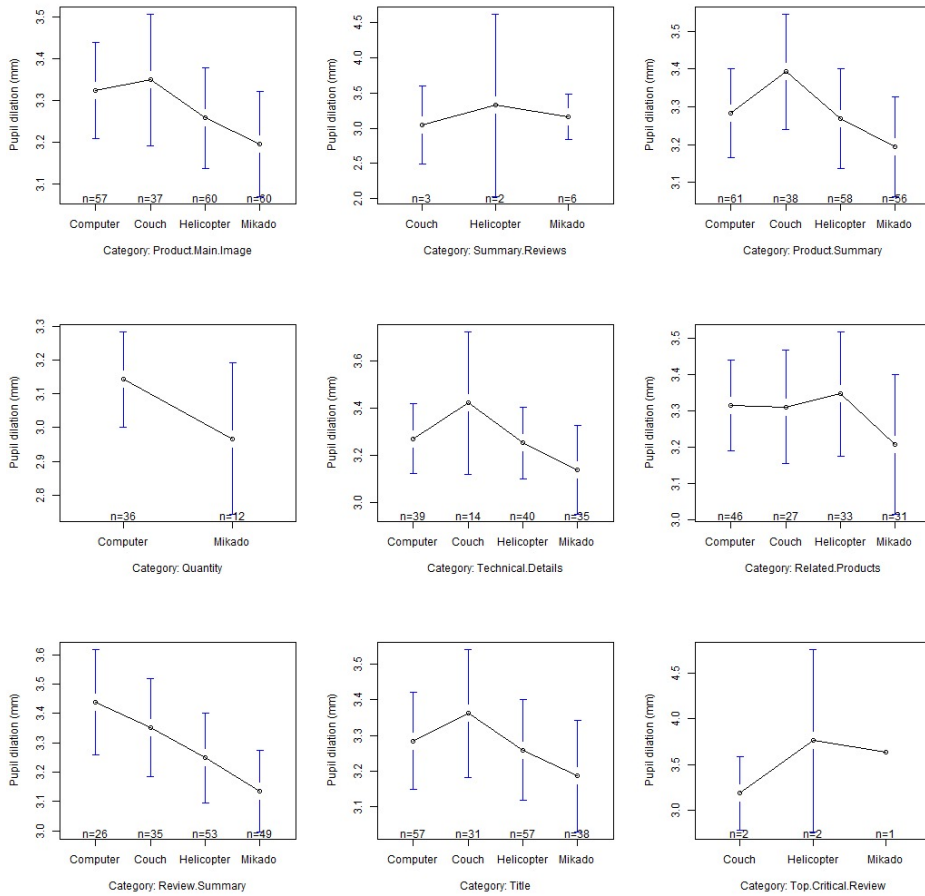 Pupil dilation (mm)
3.5
3.4
3.3
3.2
3.1
n=57 n=37 n=60 n=60
Computer Couch Helicopter Mikado
Category: Product.Main.Image
Pupil dilation (mm)
4.5
4.0
3.5
3.0
2.5
2.0
n=3 n=2 n=6
Couch Helicopter Mikado
Category: Summary.Reviews
Pupil dilation (mm)
3.5
3.4
3.3
3.2
3.1
n=61 n=38 n=58 n=56
Computer Couch Helicopter Mikado
Category: Product.Summary
Pupil dilation (mm)
3.3
3.2
3.1
3.0
2.9
2.8
n=36 n=12
Computer Mikado
Category: Quantity
Pupil dilation (mm)
3.6
3.4
3.2
3.0
n=39 n=14 n=40 n=35
Computer Couch Helicopter Mikado
Category: Technical.Details
Pupil dilation (mm)
3.5
3.4
3.3
3.2
3.1
3.0
n=46 n=27 n=33 n=31
Computer Couch Helicopter Mikado
Category: Related.Products
Pupil dilation (mm)
3.6
3.5
3.4
3.3
3.2
3.1
3.0
n=26 n=35 n=53 n=49
Computer Couch Helicopter Mikado
Category: Review.Summary
Pupil dilation (mm)
3.5
3.4
3.3
3.2
3.1
n=57 n=31 n=57 n=38
Computer Couch Helicopter Mikado
Category: Title
Pupil dilation (mm)
4.5
4.0
3.5
3.0
n=2 n=2 n=1
Couch Helicopter Mikado
Category: Top.Critical.Review